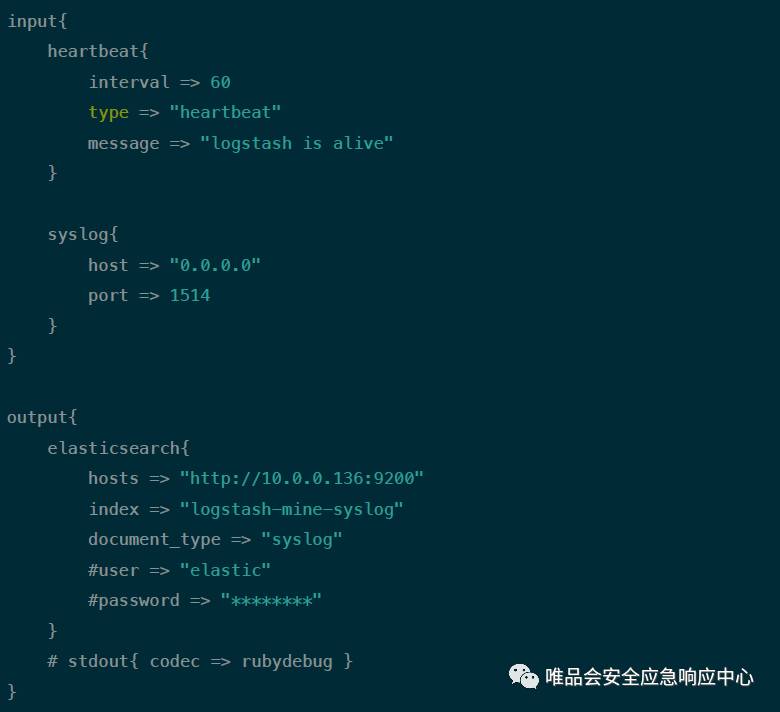 input{
    heartbeat{
        interval => 60
        type => "heartbeat"
        message => "logstash is alive"
    }

    syslog{
        host => "0.0.0.0"
        port => 1514
    }
}

output{
    elasticsearch{
        hosts => "http://10.0.0.136:9200"
        index => "logstash-mine-syslog"
        document_type => "syslog"
        #user => "elastic"
        #password => "********"
    }
    # stdout{ codec => rubydebug }
}
唯品会安全应急响应中心